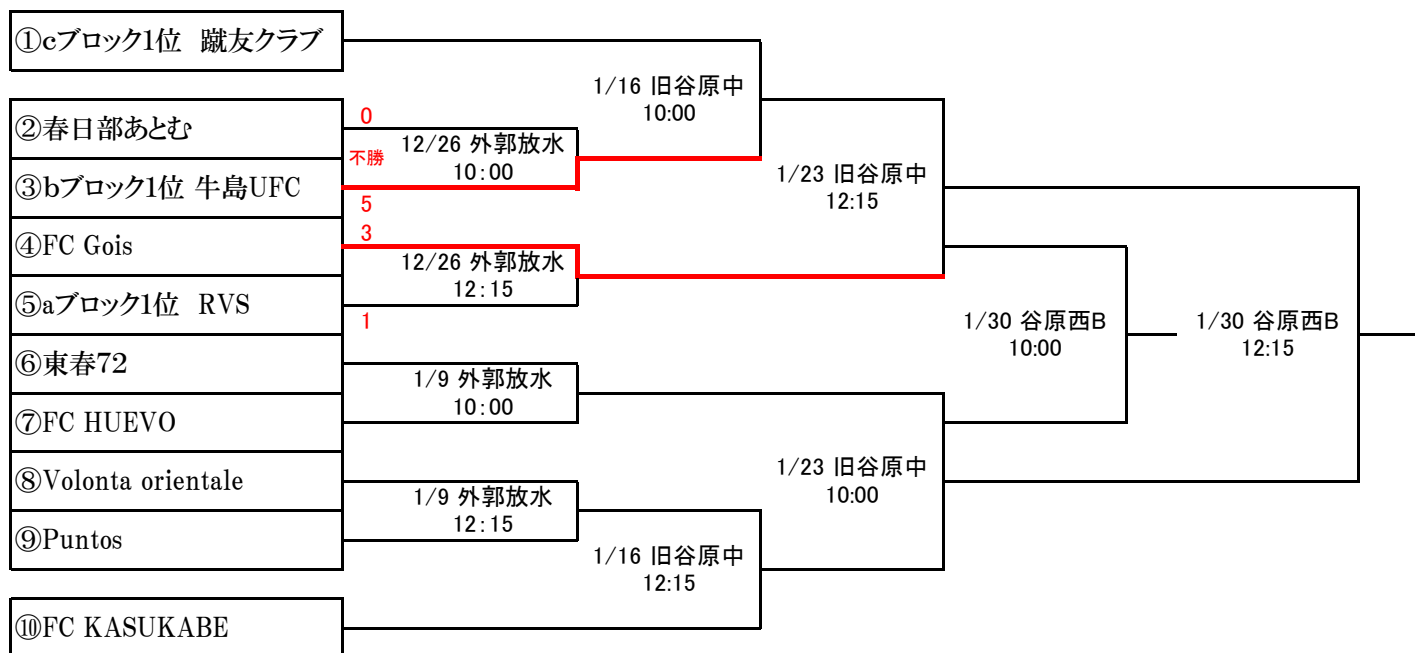 ①cブロック1位　蹴友クラブ
1/16 旧谷原中
10:00
②春日部あとむ
0
12/26 外郭放水
10:00
不勝
③bブロック1位 牛島UFC
5
1/23 旧谷原中
12:15
④FC Gois
3
12/26 外郭放水
12:15
⑤aブロック1位　RVS
1
1/30 谷原西B
10:00
1/30 谷原西B
12:15
⑥東春72
1/9 外郭放水
10:00
⑦FC HUEVO
⑧Volonta orientale
1/23 旧谷原中
10:00
1/9 外郭放水
12:15
⑨Puntos
1/16 旧谷原中
12:15
⑩FC KASUKABE